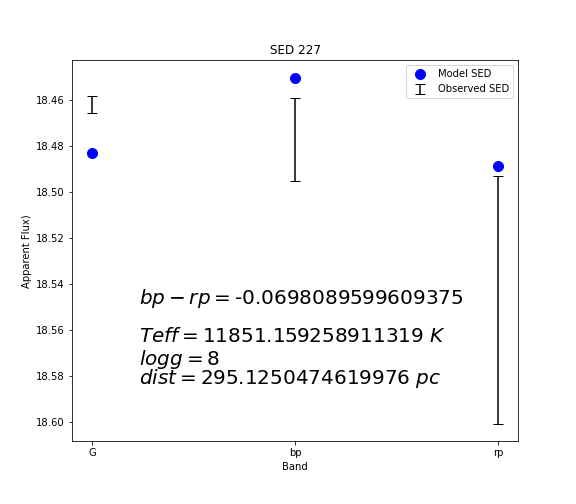 SED 227
Model SED
Observed SED
18.46
18.48
18.50
18.52
18.54
18.56
18.58
18.60
Apparent Flux)
bp − rp = -0.0698089599609375
Teff = 11851.159258911319 K
logg = 8
dist = 295.1250474619976 pc
G
bp
rp
Band